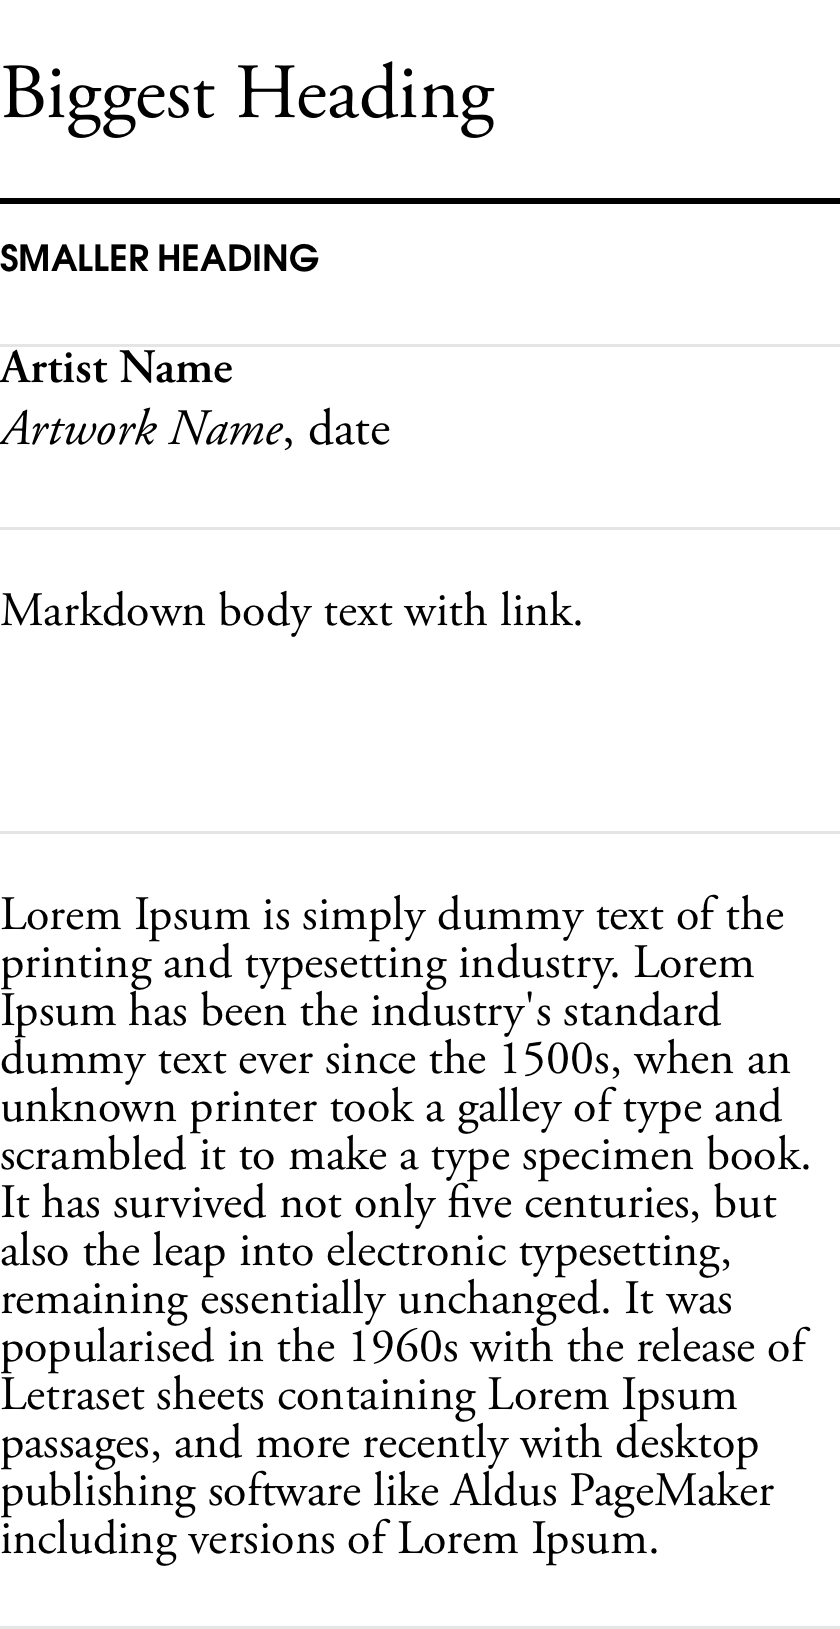 Biggest Heading
SMALLER HEADING
Artist Name
Artwork Name, date
Markdown body text with link.
Lorem Ipsum is simply dummy text of the
printing and typesetting industry. Lorem
Ipsum has been the industry's standard
dummy text ever since the 1500s, when an
unknown printer took a galley of type and
scrambled it to make a type specimen book.
It has survived not only five centuries, but
also the leap into electronic typesetting,
remaining essentially unchanged. It was
popularised in the 1960s with the release of
Letraset sheets containing Lorem Ipsum
passages, and more recently with desktop
publishing software like Aldus PageMaker
including versions of Lorem Ipsum.